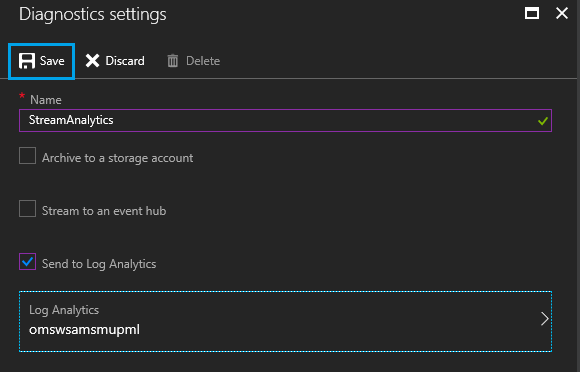 Diagnostics settings
Save Discard Delete
* Name
StreamAnalytics
Archive to a storage account
Stream to an event hub
Send to Log Analytics
Log Analytics
omswsamsmupml